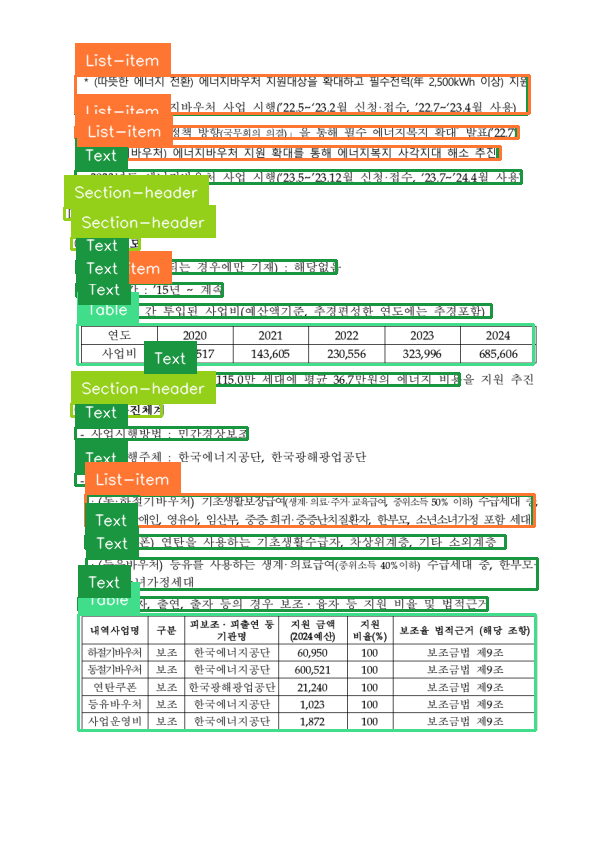 List-item
* (따뜻한 에너지 전환) 에너지바우처 지원대상을 확대하고 필수전력(年 2,500kWh 이상) 지원
List-item
지바우처 사업 시행('22.5~'23.2월 신청·접수, '22.7~'23.4월 사용)
List-item
정책 방향(국무회의 의결)」을 통해 필수 에너지복지 확대 발표('22.7)
Text
바우처) 에너지바우처 지원 확대를 통해 에너지복지 사각지대 해소 추진
바우처 사업 시행('23.5~'23.12월 신청·접수, '23.7~'24.4월 사용
Section-header
Section-header
Text
Text
Item
되는 경우에만 기재) : 해당없음
Text
: '15년 ~ 계속
Table
간 투입된 사업비(예산액기준, 추경편성한 연도에는 추경포함)
연도 2020 2021 2022 2023 2024
사업비 517 143,605 230,556 323,996 685,606
Text
115.0만 세대에 평균 36.7만원의 에너지 비용을 지원 추진
Section-header
Text
- 사업시행방법 : 민간경상보조
Text
행주체 : 한국에너지공단, 한국광해광업공단
-
List-item
· (동·하절기바우처) 기초생활보장급여(생계·의료·주거·교육급여, 중위소득 50% 이하) 수급세대 중,
Text
애인, 영유아, 임산부, 중증·희귀·중증난치질환자, 한부모, 소년소녀가정 포함 세대
Text
폰) 연탄을 사용하는 기초생활수급자, 차상위계층, 기타 소외계층
· (등유바우처) 등유를 사용하는 생계·의료급여(중위소득 40%이하) 수급세대 중, 한부모·
Text
녀가정세대
Table
자, 출연, 출자 등의 경우 보조·융자 등 지원 비율 및 법적근거
내역사업명 구분 피보조·피출연 등 기관명 지원 금액 (2024예산) 지원 비율(%) 보조율 법적근거 (해당 조항)
하절기바우처 보조 한국에너지공단 60,950 100 보조금법 제9조
동절기바우처 보조 한국에너지공단 600,521 100 보조금법 제9조
연탄쿠폰 보조 한국광해광업공단 21,240 100 보조금법 제9조
등유바우처 보조 한국에너지공단 1,023 100 보조금법 제9조
사업운영비 보조 한국에너지공단 1,872 100 보조금법 제9조